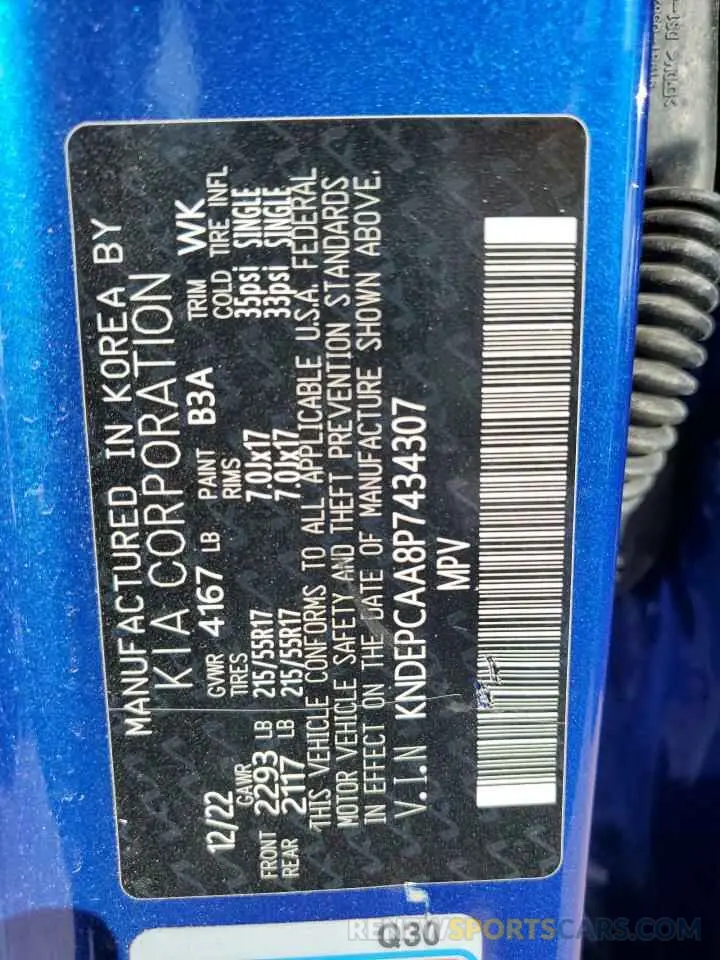 MANUFACTURED IN KOREA BY
KIA CORPORATION
12/22 GVWR 4167 LB PAINT B3A TRIM WK
GAWR TIRES RIMS COLD TIRE INFL
FRONT 2293 LB 215/55R17 7.0Jx17 35psi SINGLE
REAR 2117 LB 215/55R17 7.0Jx17 33psi SINGLE
THIS VEHICLE CONFORMS TO ALL APPLICABLE U.S.A. FEDERAL
MOTOR VEHICLE SAFETY AND THEFT PREVENTION STANDARDS
IN EFFECT ON THE DATE OF MANUFACTURE SHOWN ABOVE.
V.I.N KNDEPCAA8P7434307
MPV
Q30
RENEWSPORTSCARS.COM